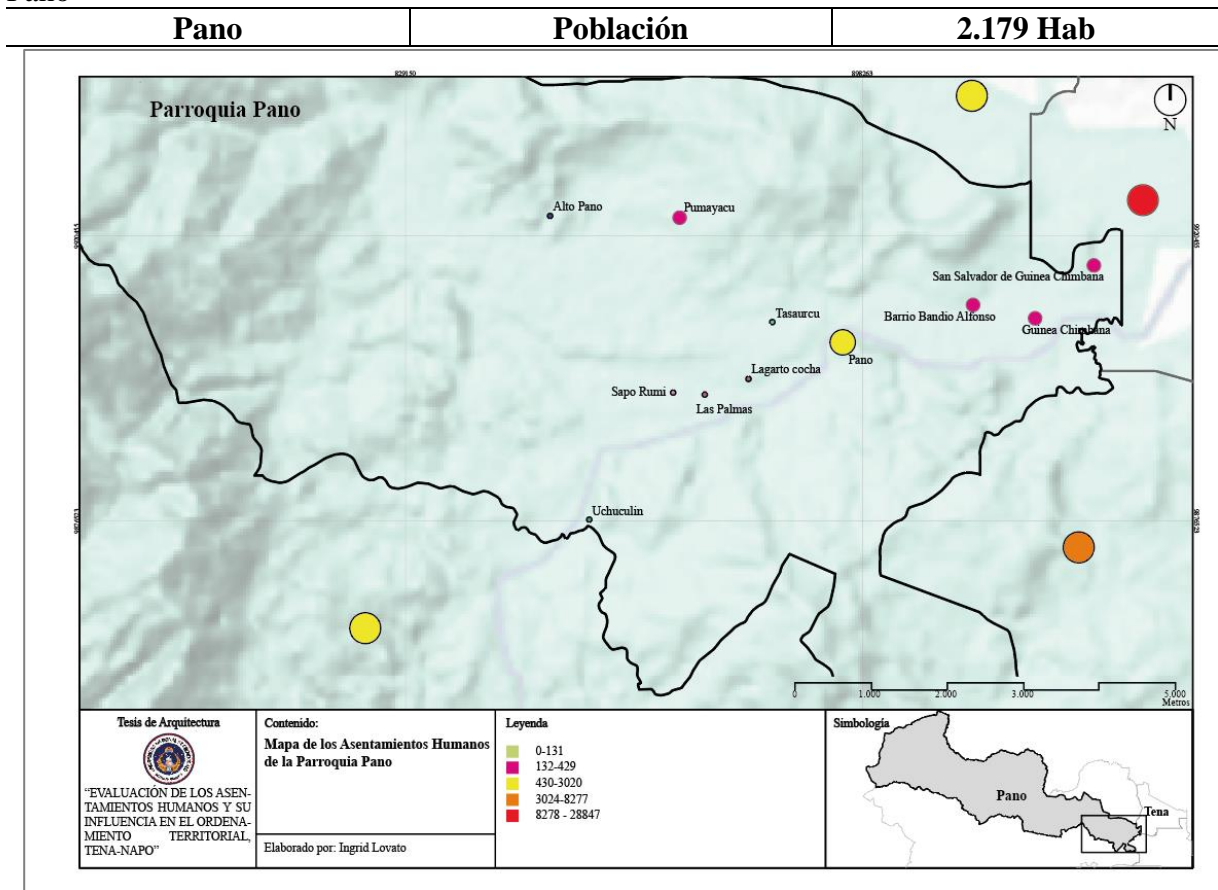 Pano Población 2.179 Hab
829150 898263
Parroquia Pano
N
Alto Pano
Pumayacu
San Salvador de Guinea Chimbana
Barrio Bandio Alfonso
Guinea Chimbana
Tasaurcu
Pano
Lagarto cocha
Sapo Rumi
Las Palmas
Uchuculin
0 1.000 2.000 3.000 5.000
Metros
Tesis de Arquitectura
“EVALUACIÓN DE LOS ASEN-
TAMIENTOS HUMANOS Y SU
INFLUENCIA EN EL ORDENA-
MIENTO TERRITORIAL,
TENA-NAPO”
Contenido:
Mapa de los Asentamientos Humanos
de la Parroquia Pano
Elaborado por: Ingrid Lovato
Leyenda
0-131
132-429
430-3020
3024-8277
8278 - 28847
Simbología
Pano
Tena